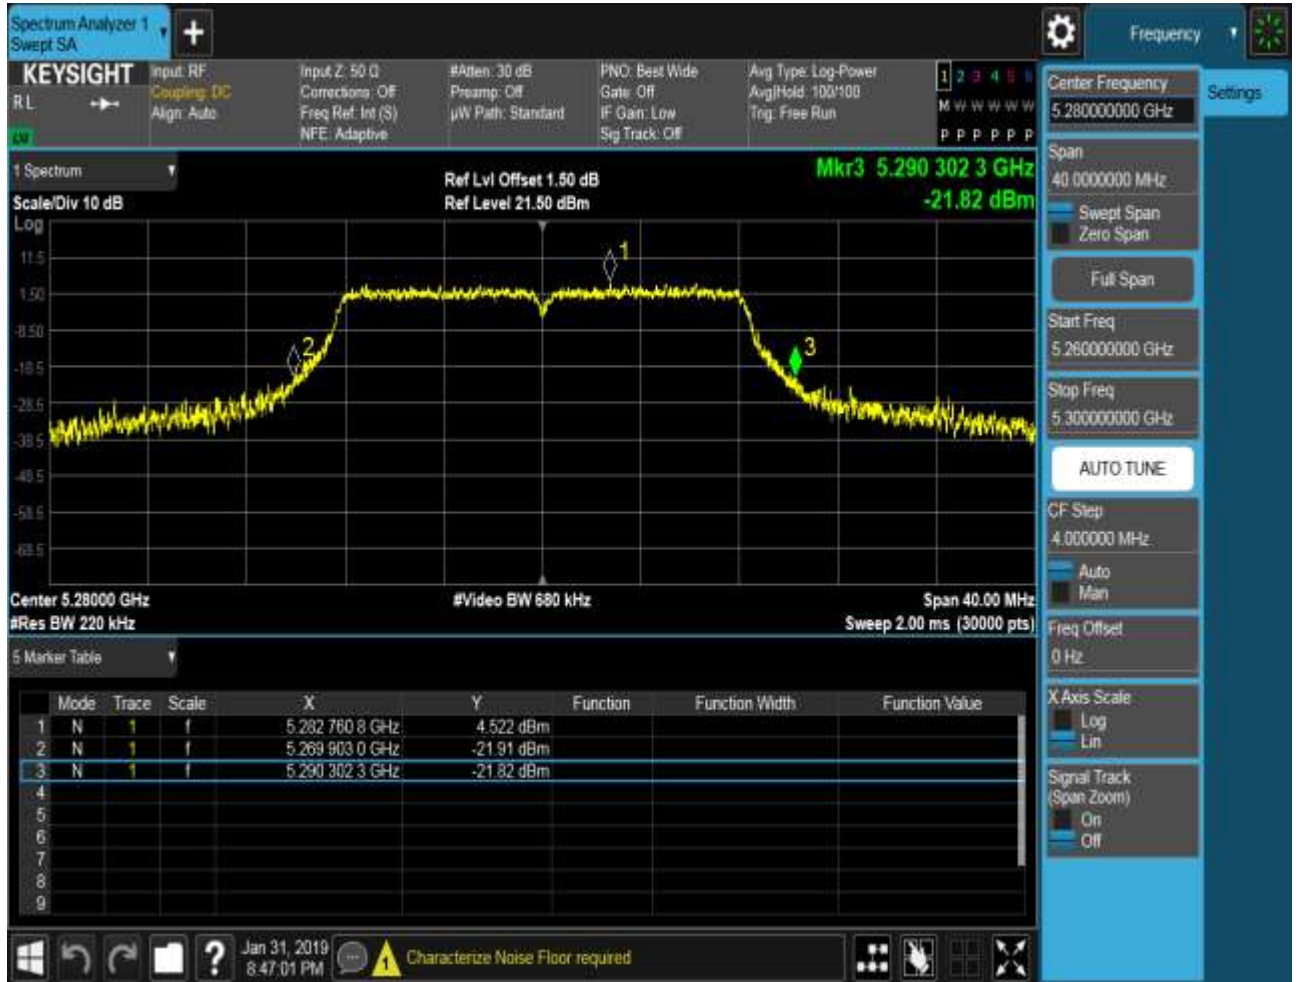 Spectrum Analyzer 1
Swept SA
+
Frequency
KEYSIGHT
RL
Input: RF
Coupling: DC
Align: Auto
Input Z: 50 Ω
Corrections: Off
Freq Ref: Int (S)
NFE: Adaptive
#Atten: 30 dB
Preamp: Off
µW Path: Standard
PNO: Best Wide
Gate: Off
IF Gain: Low
Sig Track: Off
Avg Type: Log-Power
Avg|Hold: 100/100
Trig: Free Run
1 2 3 4 5 6
M W W W W W
P P P P P P
1 Spectrum
Scale/Div 10 dB
Ref Lvl Offset 1.50 dB
Ref Level 21.50 dBm
Mkr3 5.290 302 3 GHz
-21.82 dBm
Log
11.5
1.50
-8.50
-18.5
-28.5
-38.5
-48.5
-58.5
-68.5
1
2
3
Center 5.28000 GHz
#Res BW 220 kHz
#Video BW 680 kHz
Span 40.00 MHz
Sweep 2.00 ms (30000 pts)
5 Marker Table
Mode Trace Scale X Y Function Function Width Function Value
1 N 1 f 5.282 760 8 GHz 4.522 dBm
2 N 1 f 5.269 903 0 GHz -21.91 dBm
3 N 1 f 5.290 302 3 GHz -21.82 dBm
4
5
6
7
8
9
Center Frequency
5.280000000 GHz
Settings
Span
40.0000000 MHz
Swept Span
Zero Span
Full Span
Start Freq
5.260000000 GHz
Stop Freq
5.300000000 GHz
AUTO TUNE
CF Step
4.000000 MHz
Auto
Man
Freq Offset
0 Hz
X Axis Scale
Log
Lin
Signal Track
(Span Zoom)
On
Off
?
Jan 31, 2019
8:47:01 PM
1
Characterize Noise Floor required